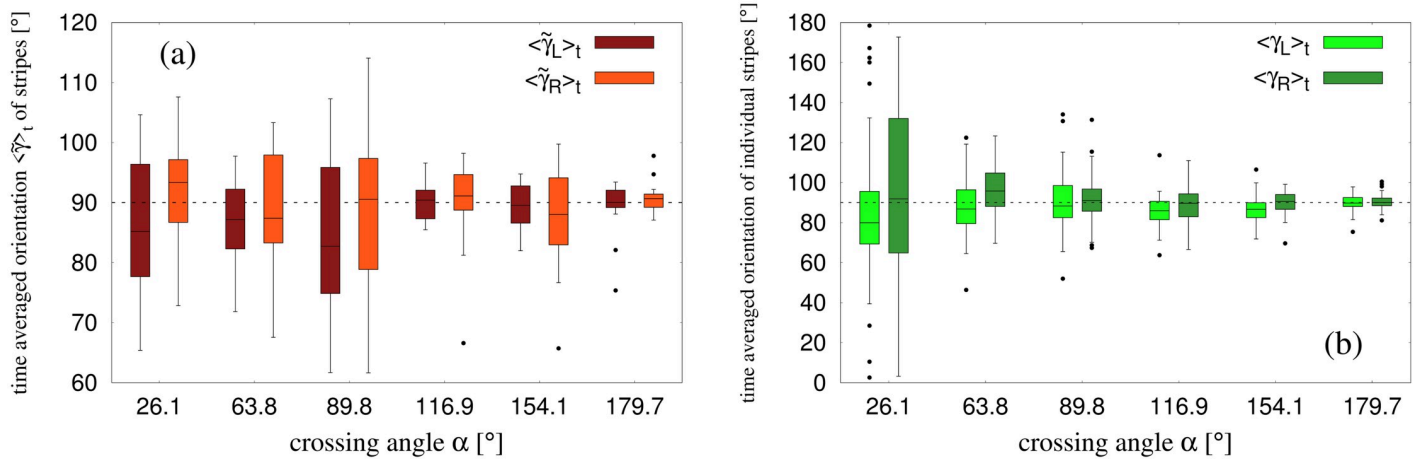 time averaged orientation <γ̃>t of stripes [°]
120
110
100
90
80
70
60
(a)
<γ̃L>t
<γ̃R>t
26.1 63.8 89.8 116.9 154.1 179.7
crossing angle α [°]
time averaged orientation of individual stripes [°]
180
160
140
120
100
80
60
40
20
0
<γL>t
<γR>t
(b)
26.1 63.8 89.8 116.9 154.1 179.7
crossing angle α [°]